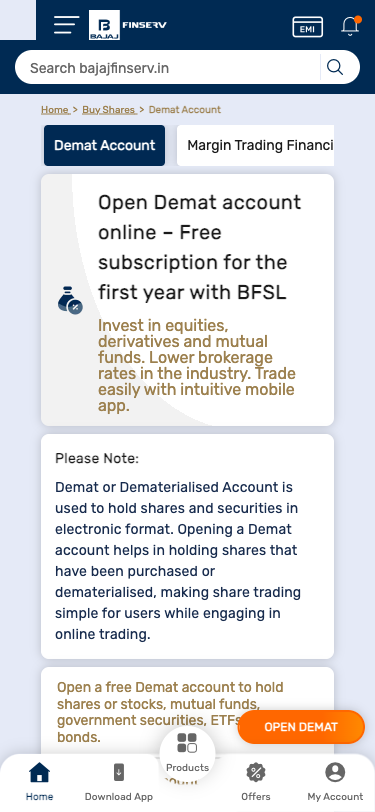 BAJAJ FINSERV
EMI
Search bajajfinserv.in
Home > Buy Shares > Demat Account
Demat Account
Margin Trading Financi
Open Demat account
online – Free
subscription for the
first year with BFSL
Invest in equities,
derivatives and mutual
funds. Lower brokerage
rates in the industry. Trade
easily with intuitive mobile
app.
Please Note:
Demat or Dematerialised Account is
used to hold shares and securities in
electronic format. Opening a Demat
account helps in holding shares that
have been purchased or
dematerialised, making share trading
simple for users while engaging in
online trading.
Open a free Demat account to hold
shares or stocks, mutual funds,
government securities, ETFs
bonds.
OPEN DEMAT
Home
Download App
Products
Offers
My Account